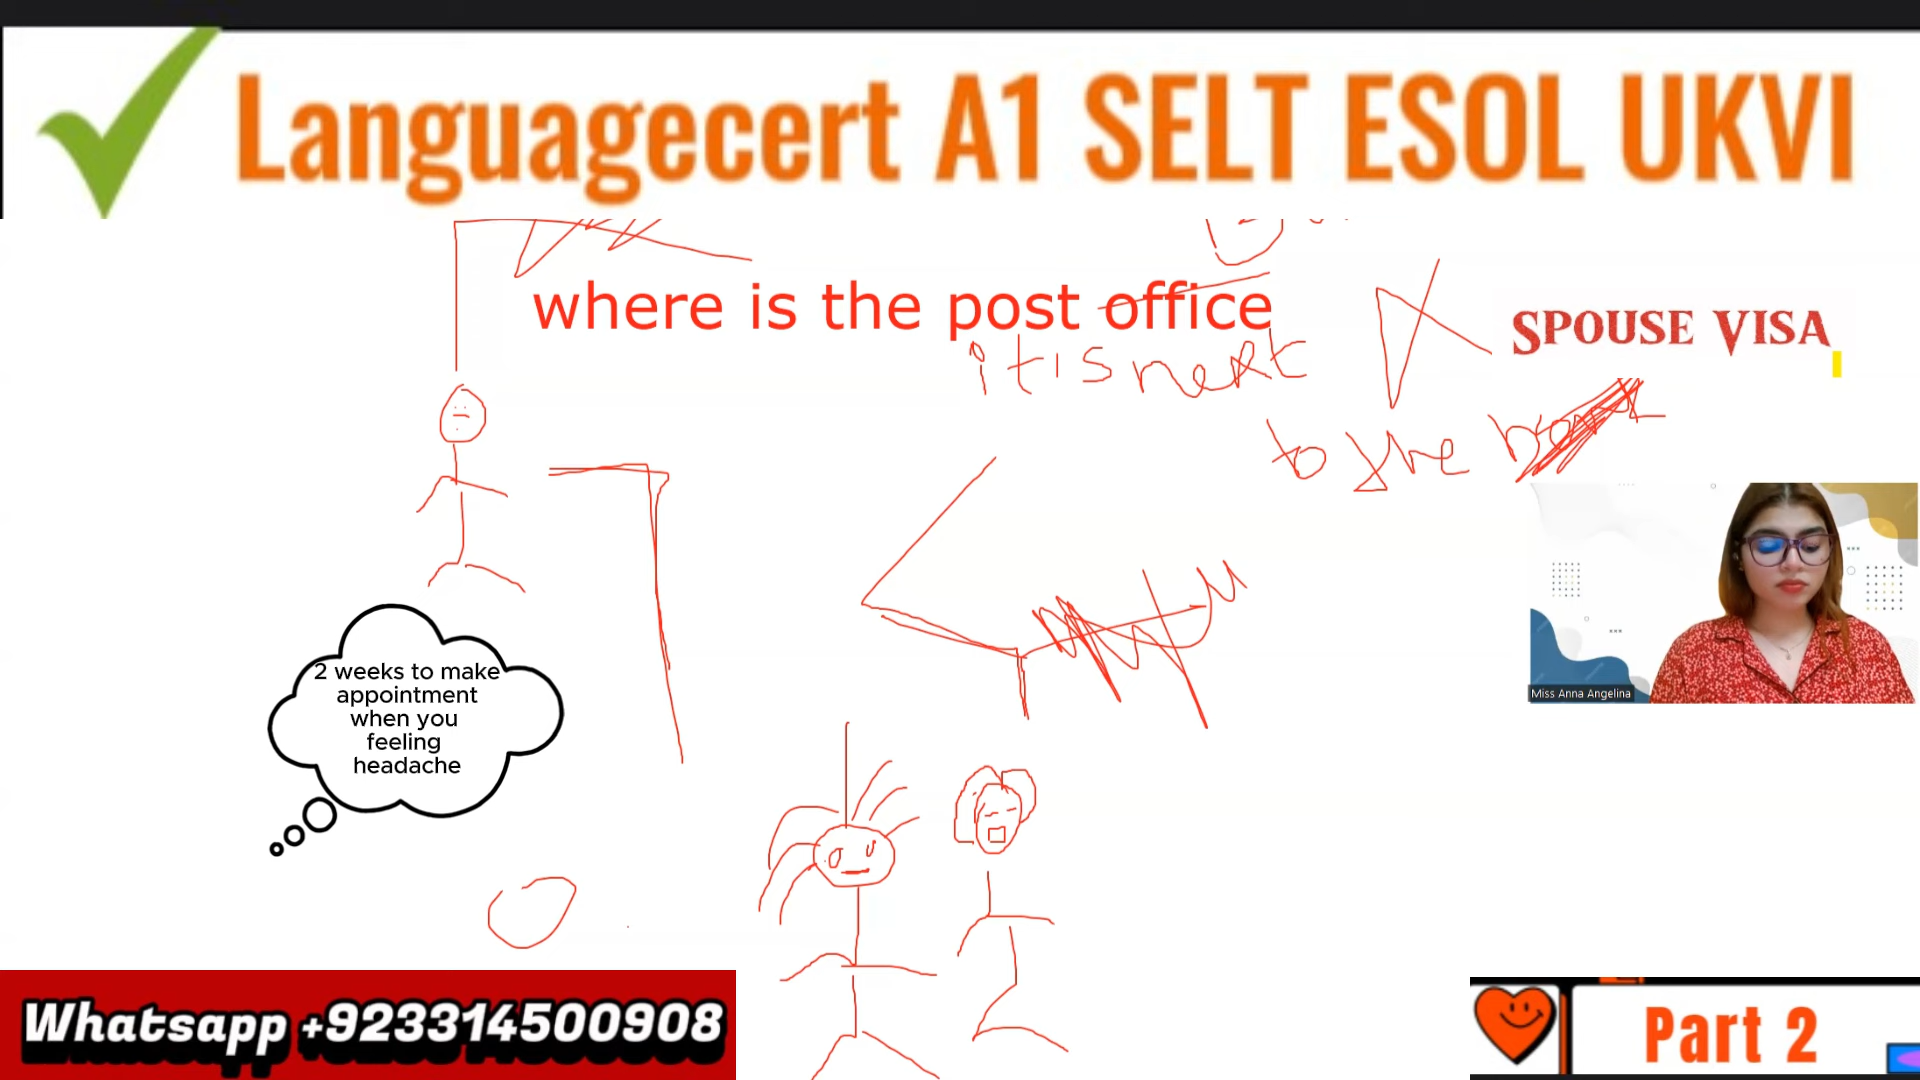 Languagecert A1 SELT ESOL UKVI
where is the post office
it is next
to the
SPOUSE VISA
2 weeks to make
appointment
when you
feeling
headache
Miss Anna Angelina
Whatsapp +923314500908
Part 2